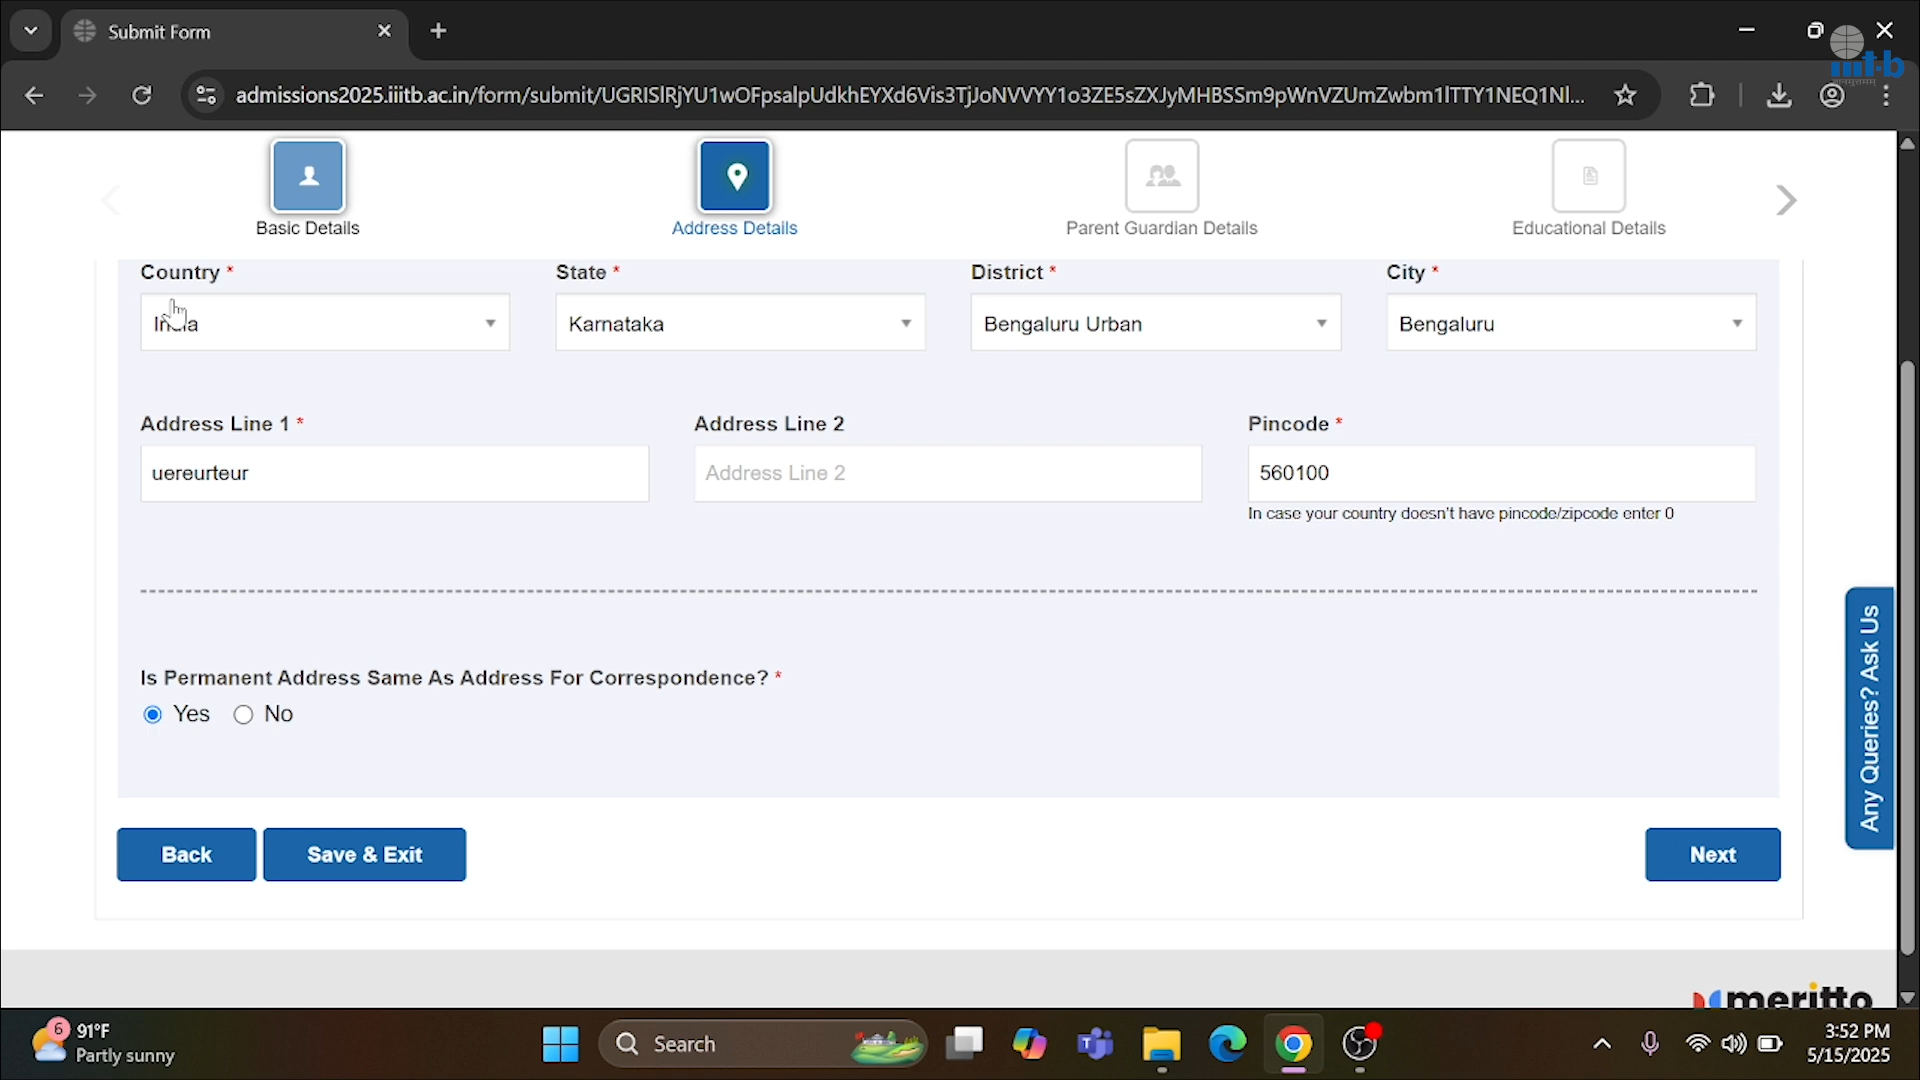 Submit Form
admissions2025.iiitb.ac.in/form/submit/
iiit-b
Basic Details
Address Details
Parent Guardian Details
Educational Details
Country * State * District * City *
India Karnataka Bengaluru Urban Bengaluru
Address Line 1 * Address Line 2 Pincode *
uereurteur Address Line 2 560100
In case your country doesn't have pincode/zipcode enter 0
Is Permanent Address Same As Address For Correspondence? *
Yes No
Any Queries? Ask Us
Back Save & Exit Next
meritto
6 91°F
Partly sunny
Search
3:52 PM
5/15/2025